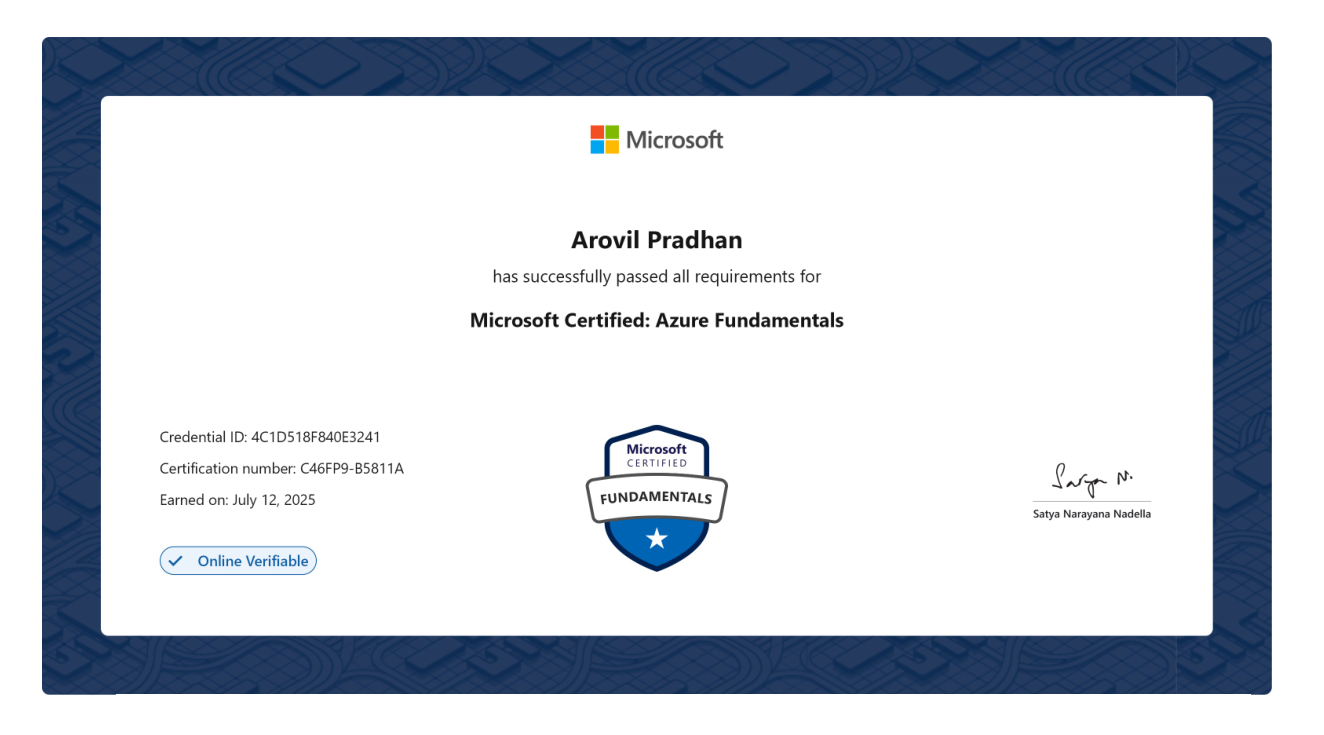 Microsoft
Arovil Pradhan
has successfully passed all requirements for
Microsoft Certified: Azure Fundamentals
Credential ID: 4C1D518F840E3241
Certification number: C46FP9-B5811A
Earned on: July 12, 2025
Online Verifiable
Microsoft
CERTIFIED
FUNDAMENTALS
Satya N.
Satya Narayana Nadella